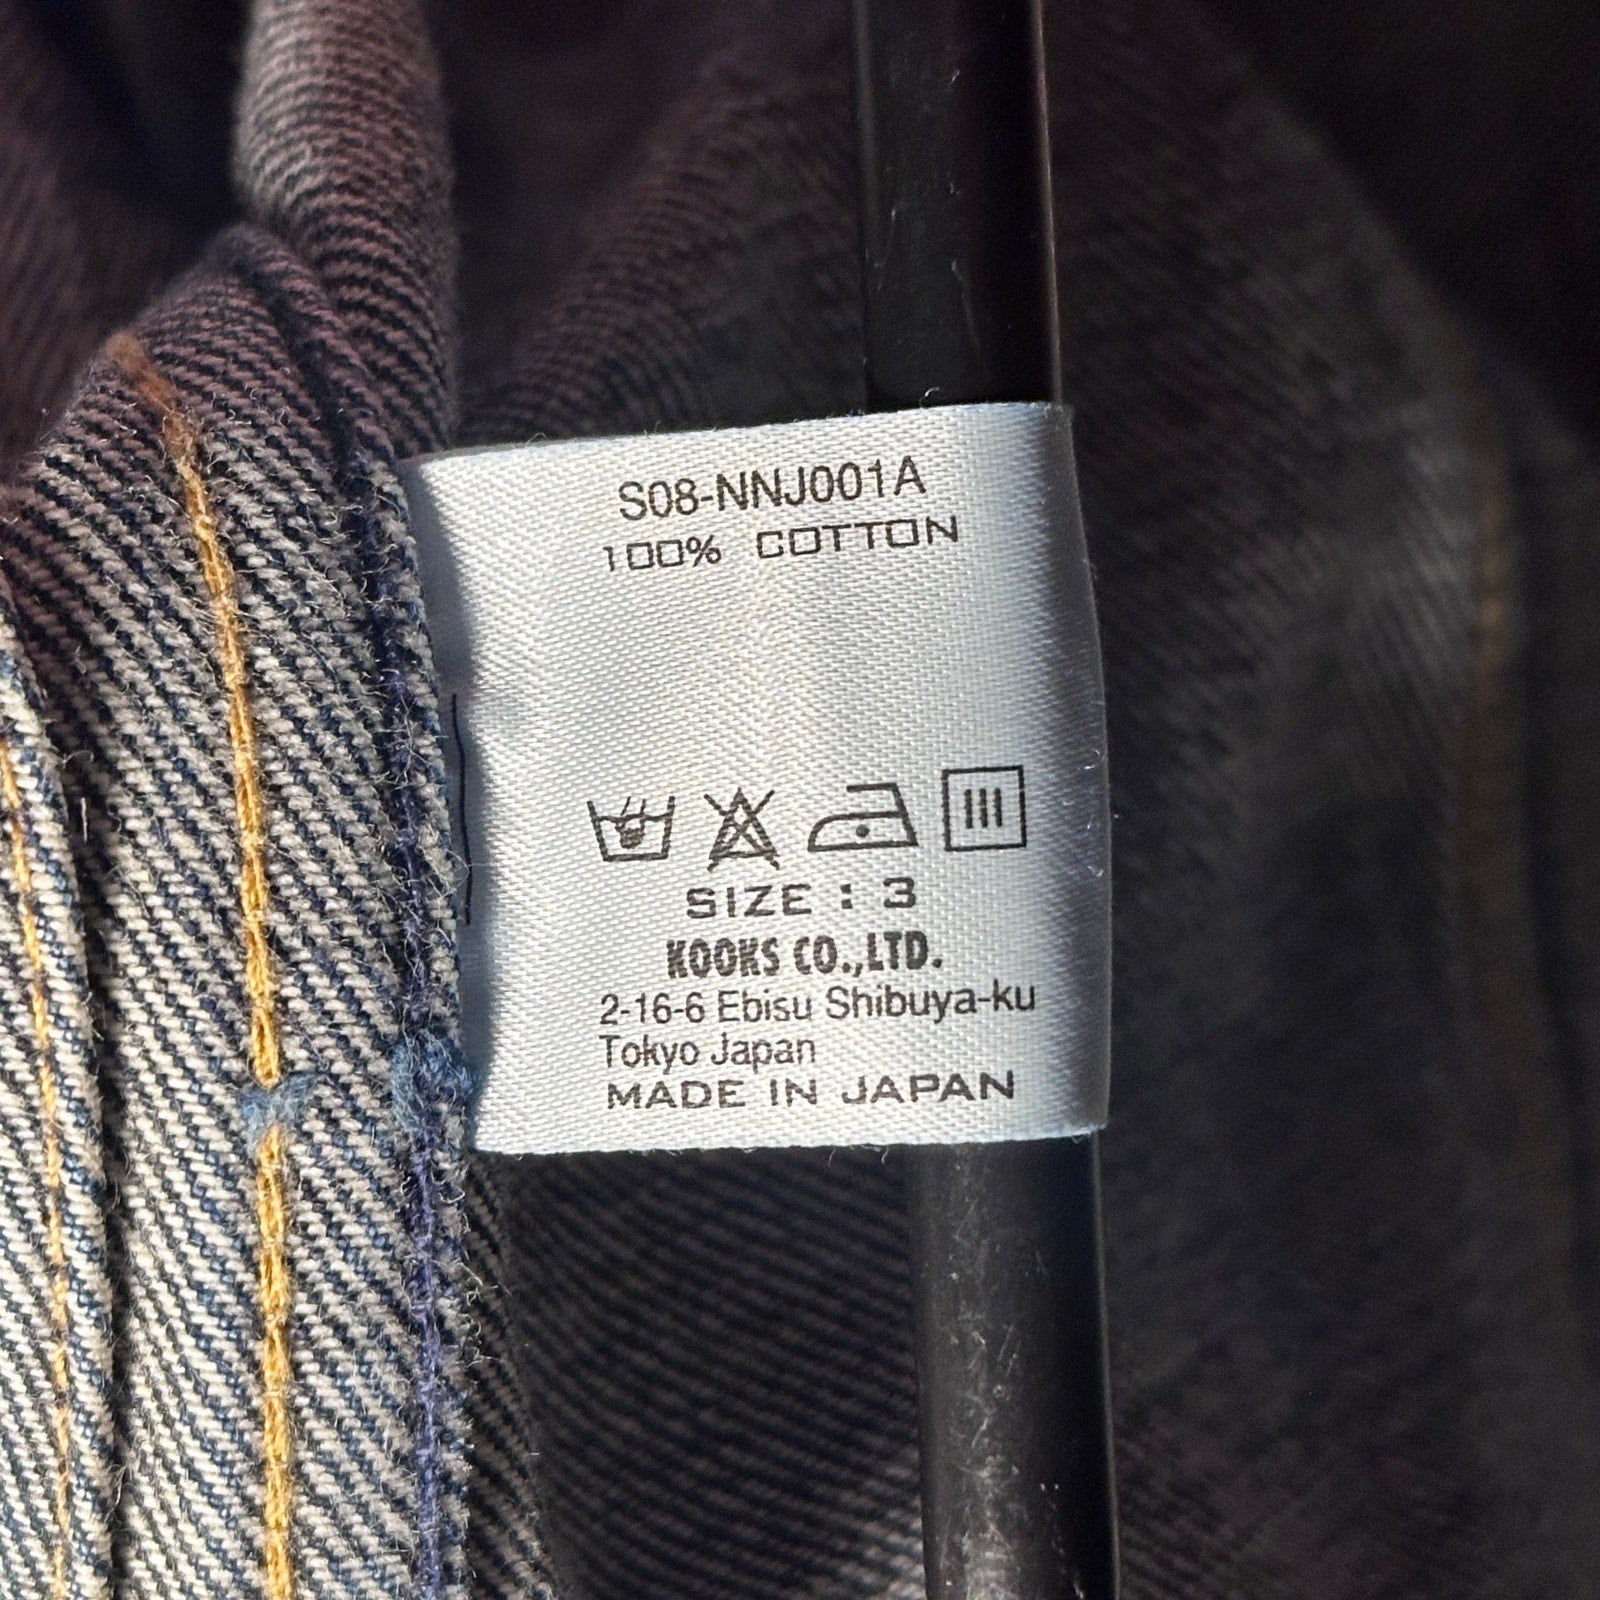 S08-NNJ001A
100% COTTON
SIZE : 3
KOOKS CO.,LTD.
2-16-6 Ebisu Shibuya-ku
Tokyo Japan
MADE IN JAPAN